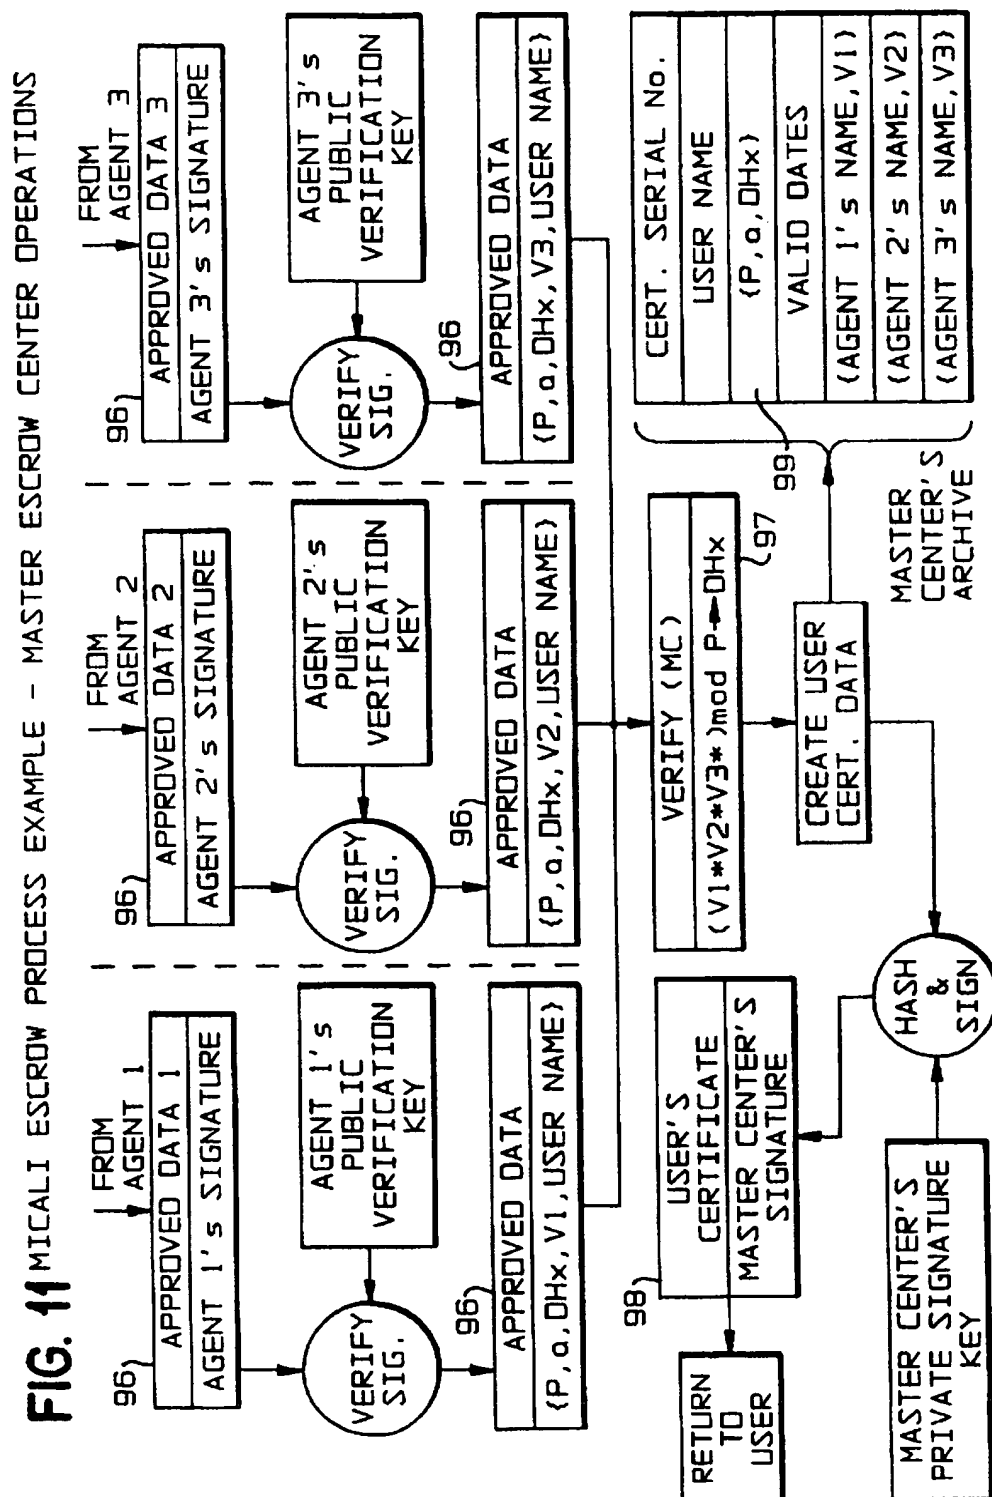 FIG. 11 MICALI ESCROW PROCESS EXAMPLE - MASTER ESCROW CENTER OPERATIONS
FROM
AGENT 1
96
APPROVED DATA 1
AGENT 1's SIGNATURE
VERIFY
SIG.
AGENT 1's
PUBLIC
VERIFICATION
KEY
96
APPROVED DATA
{P,a,DHx,V1,USER NAME}
FROM
AGENT 2
96
APPROVED DATA 2
AGENT 2's SIGNATURE
VERIFY
SIG.
AGENT 2's
PUBLIC
VERIFICATION
KEY
96
APPROVED DATA
{P,a,DHx,V2,USER NAME}
FROM
AGENT 3
96
APPROVED DATA 3
AGENT 3's SIGNATURE
VERIFY
SIG.
AGENT 3's
PUBLIC
VERIFICATION
KEY
96
APPROVED DATA
{P,a,DHx,V3,USER NAME}
VERIFY (MC)
(V1*V2*V3*)mod P→DHx
97
CREATE USER
CERT. DATA
MASTER
CENTER'S
ARCHIVE
99
CERT. SERIAL No.
USER NAME
{P,a,DHx}
VALID DATES
{AGENT 1's NAME,V1}
{AGENT 2's NAME,V2}
{AGENT 3's NAME,V3}
HASH
&
SIGN
MASTER CENTER'S
PRIVATE SIGNATURE
KEY
98
USER'S
CERTIFICATE
MASTER CENTER'S
SIGNATURE
RETURN
TO
USER